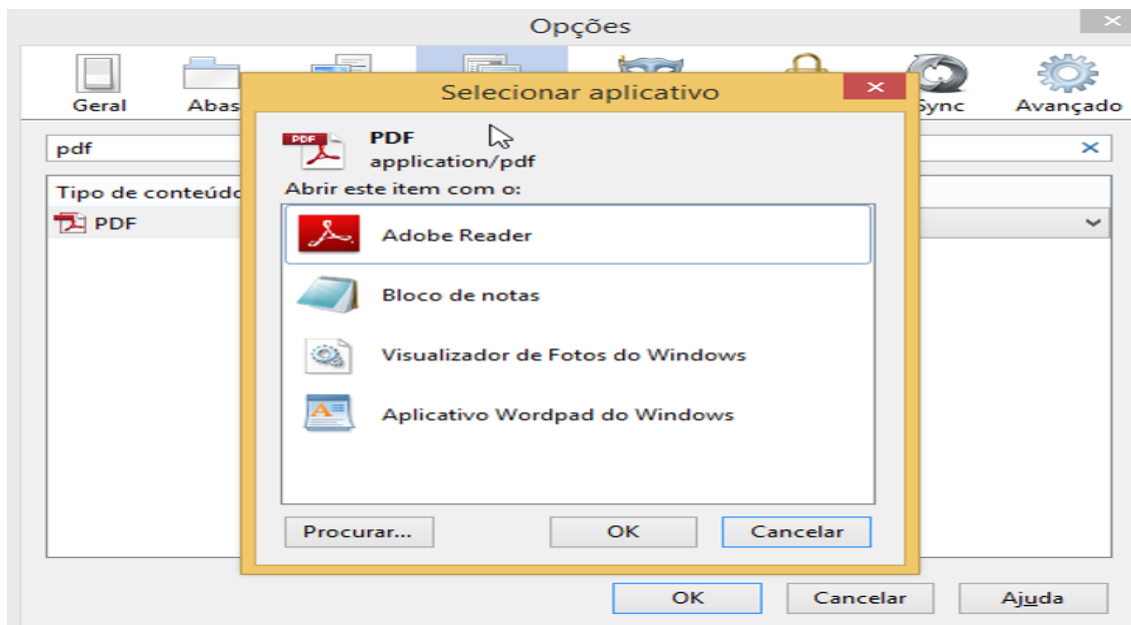 Opções
Geral
Abas
Sync
Avançado
Selecionar aplicativo
pdf
PDF
PDF
application/pdf
Abrir este item com o:
Tipo de conteúdo
PDF
Adobe Reader
Bloco de notas
Visualizador de Fotos do Windows
Aplicativo Wordpad do Windows
Procurar...
OK
Cancelar
OK
Cancelar
Ajuda